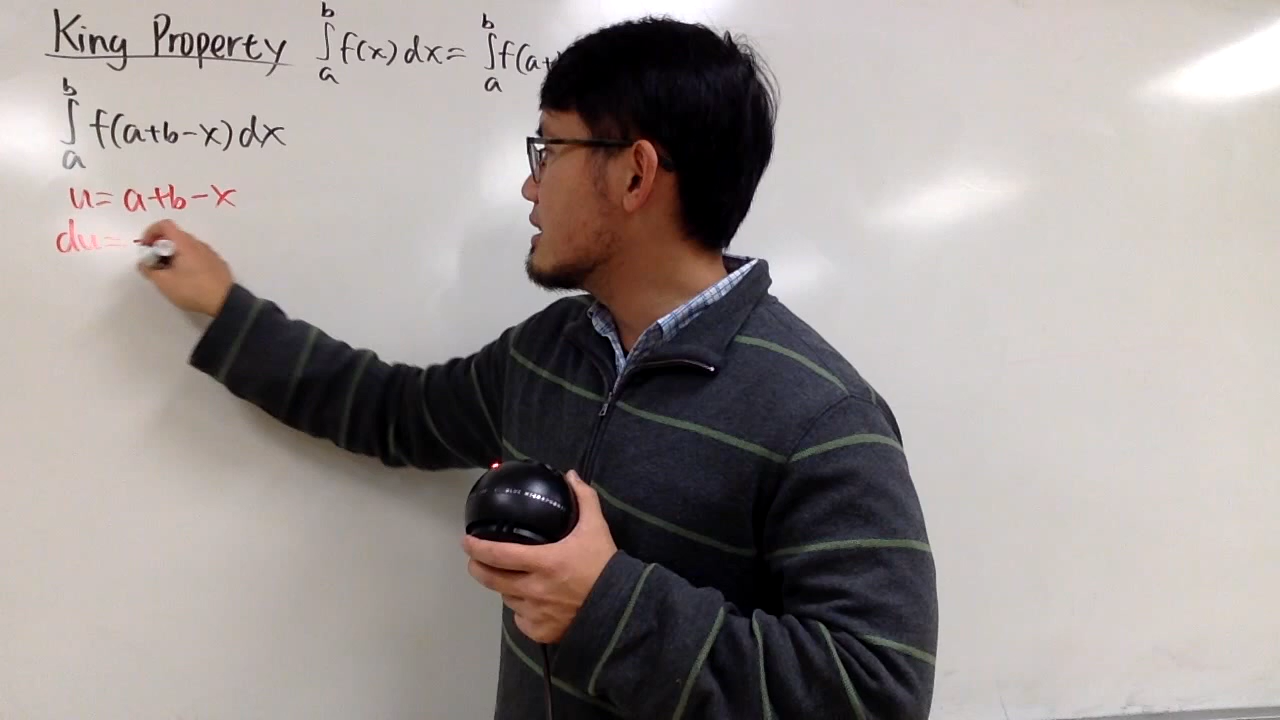 King Property ∫_a^b f(x) dx = ∫_a^b f(a+
∫_a^b f(a+b-x) dx
u = a+b-x
du = -